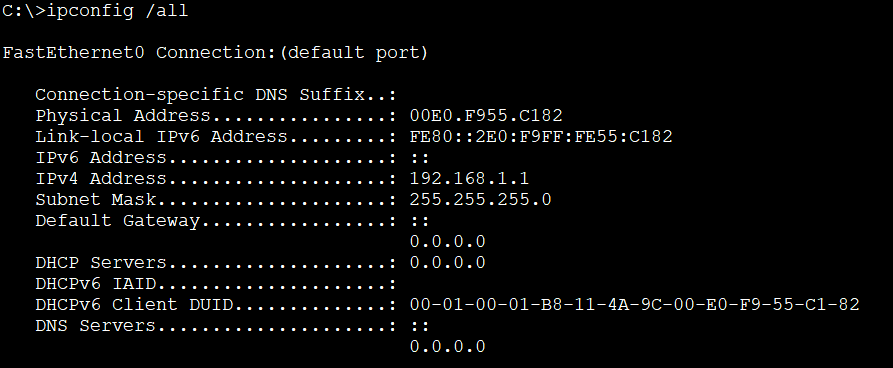 C:\>ipconfig /all
FastEthernet0 Connection:(default port)
Connection-specific DNS Suffix..:
Physical Address................: 00E0.F955.C182
Link-local IPv6 Address.........: FE80::2E0:F9FF:FE55:C182
IPv6 Address....................: ::
IPv4 Address....................: 192.168.1.1
Subnet Mask.....................: 255.255.255.0
Default Gateway.................: ::
0.0.0.0
DHCP Servers....................: 0.0.0.0
DHCPv6 IAID.....................:
DHCPv6 Client DUID..............: 00-01-00-01-B8-11-4A-9C-00-E0-F9-55-C1-82
DNS Servers.....................: ::
0.0.0.0